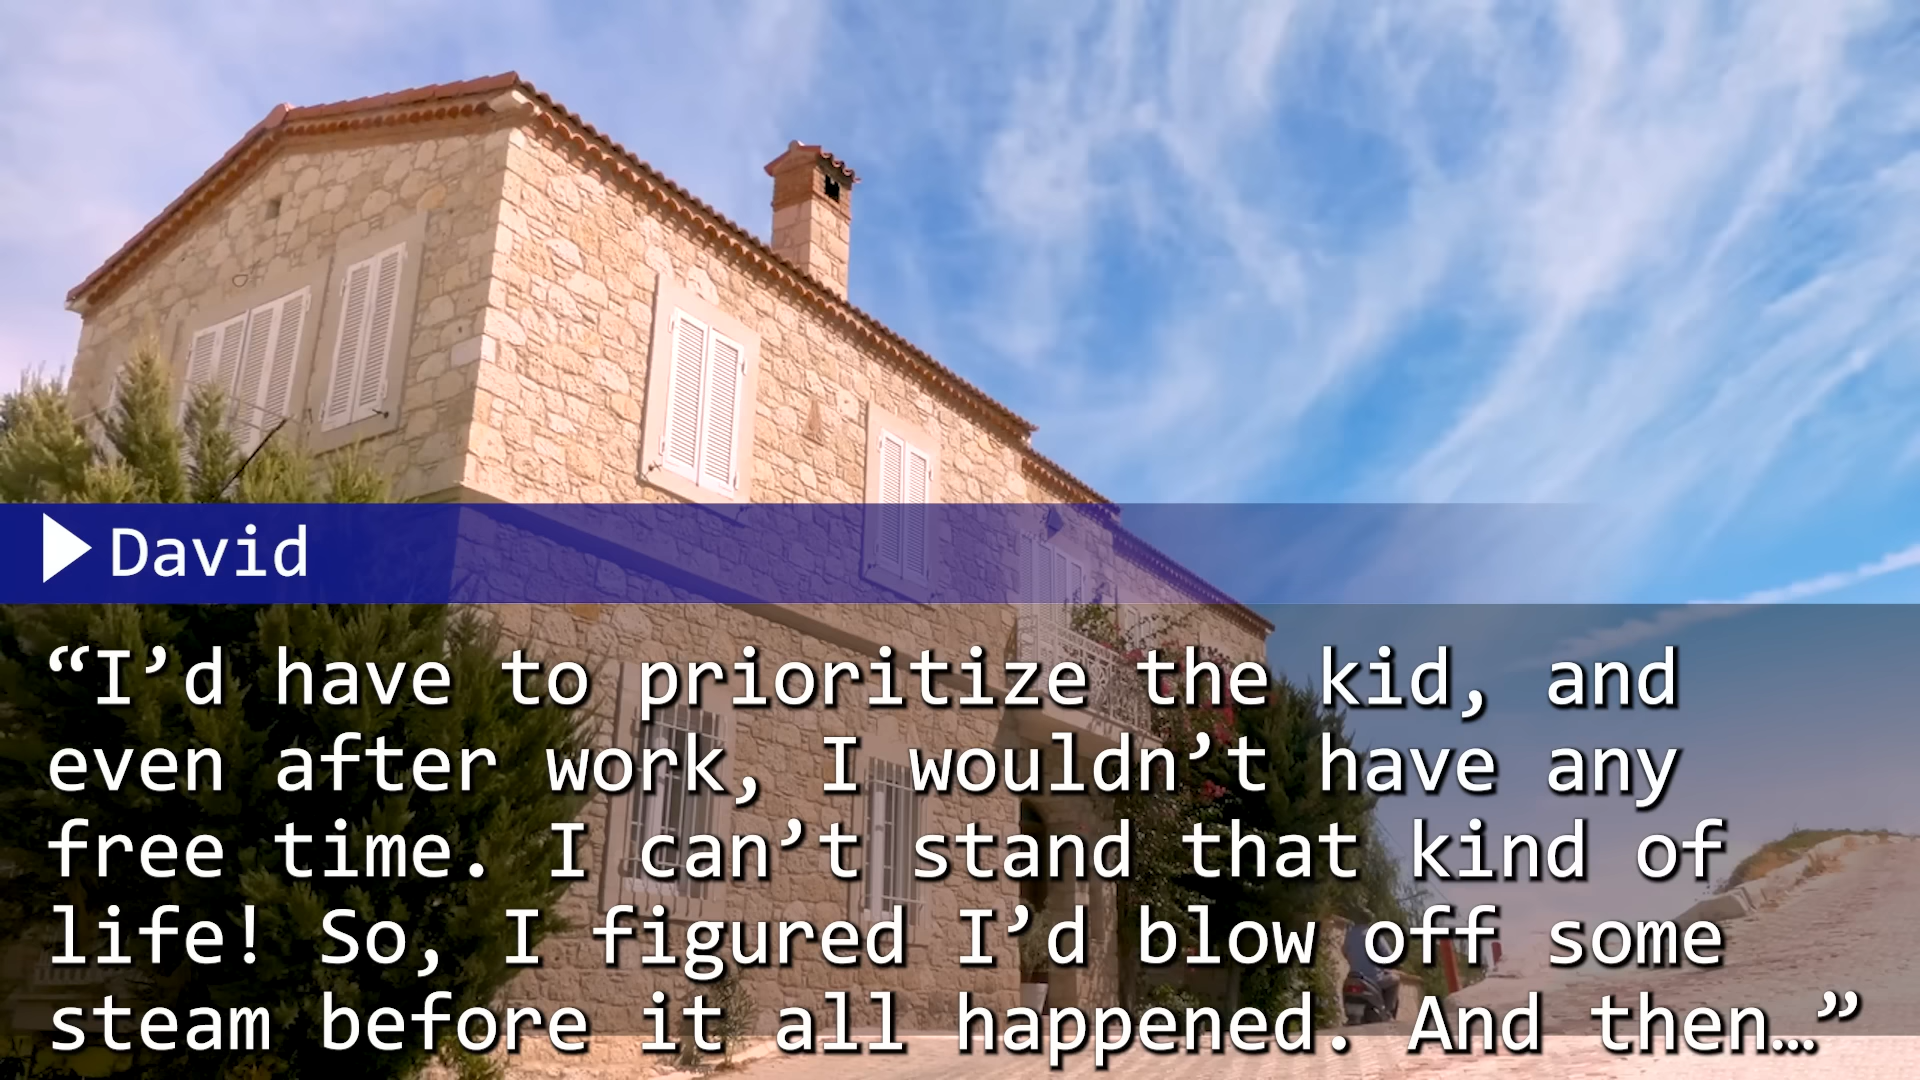 David
“I’d have to prioritize the kid, and
even after work, I wouldn’t have any
free time. I can’t stand that kind of
life! So, I figured I’d blow off some
steam before it all happened. And then…”